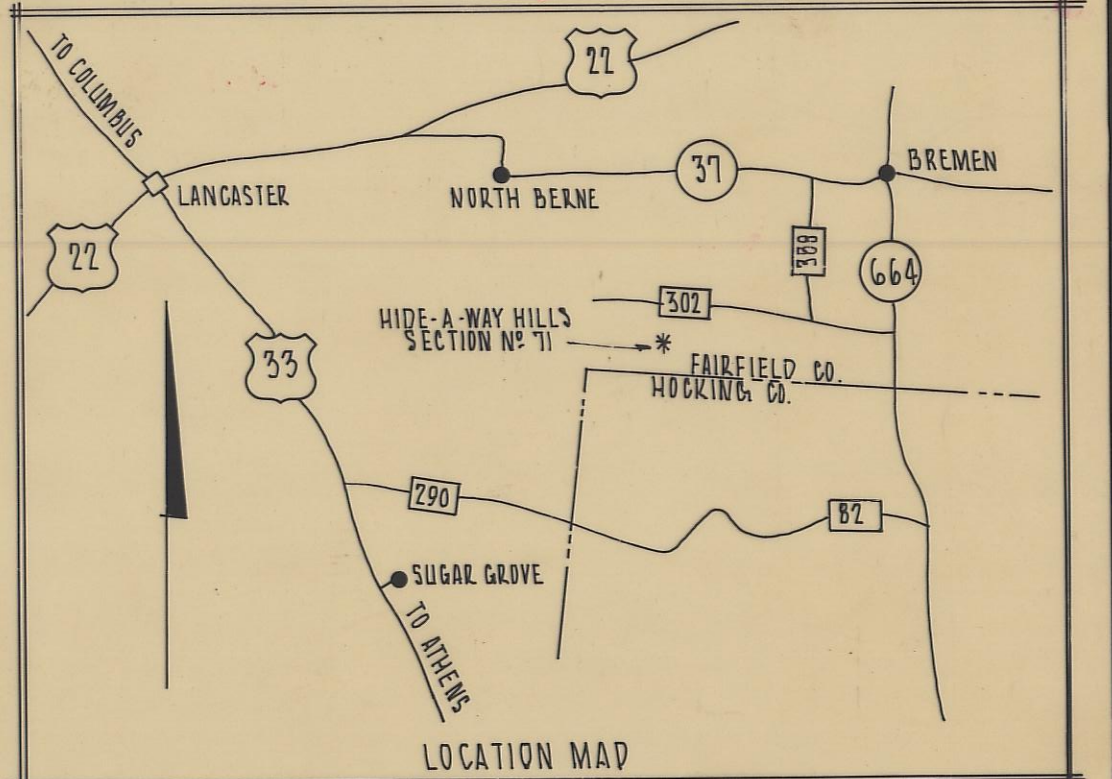 TO COLUMBUS
22
LANCASTER
22
NORTH BERNE
37
BREMEN
664
302
HIDE-A-WAY HILLS
SECTION Nº 71
33
FAIRFIELD CO.
HOCKING CO.
290
82
SUGAR GROVE
TO ATHENS
LOCATION MAP